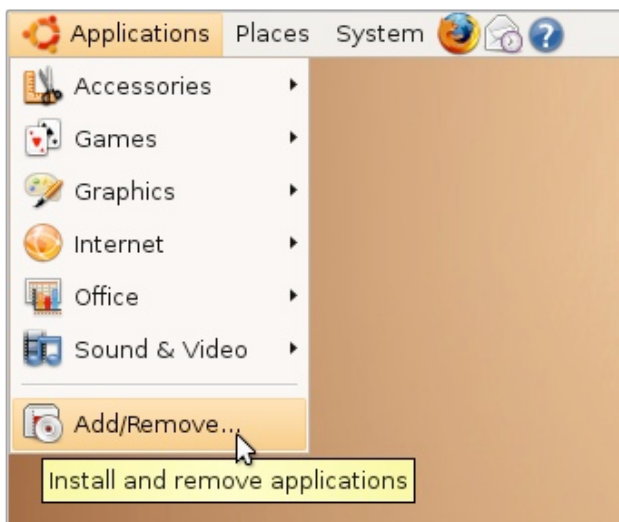 Applications Places System
Accessories
Games
Graphics
Internet
Office
Sound & Video
Add/Remove...
Install and remove applications